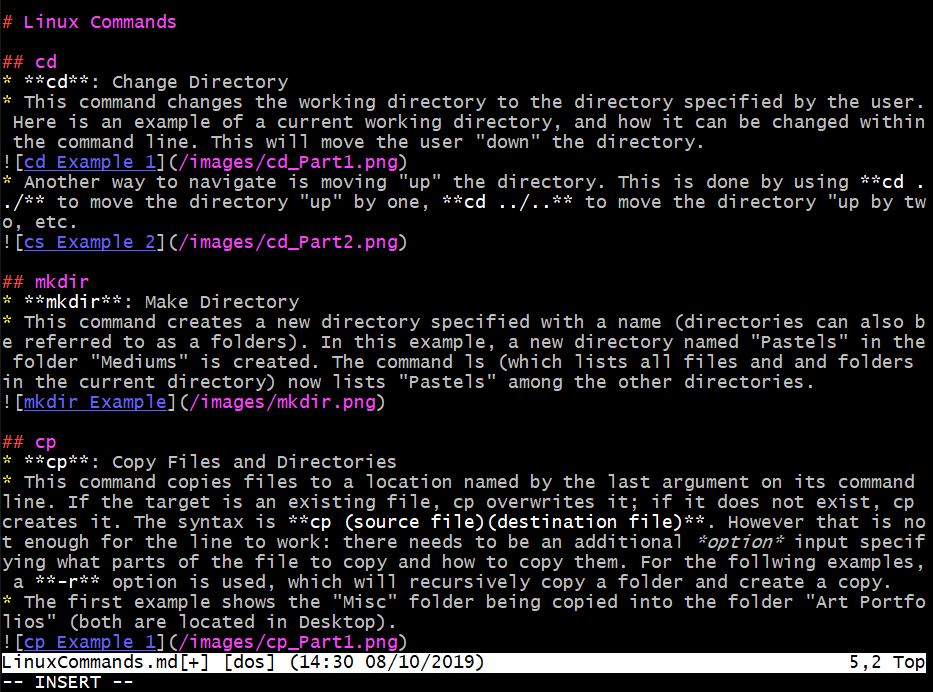 # Linux Commands
## cd
* **cd**: Change Directory
* This command changes the working directory to the directory specified by the user.
Here is an example of a current working directory, and how it can be changed within
the command line. This will move the user "down" the directory.
![cd Example 1](/images/cd_Part1.png)
* Another way to navigate is moving "up" the directory. This is done by using **cd .
./** to move the directory "up" by one, **cd ../..** to move the directory "up by tw
o, etc.
![cs Example 2](/images/cd_Part2.png)
## mkdir
* **mkdir**: Make Directory
* This command creates a new directory specified with a name (directories can also b
e referred to as a folders). In this example, a new directory named "Pastels" in the
folder "Mediums" is created. The command ls (which lists all files and and folders
in the current directory) now lists "Pastels" among the other directories.
![mkdir Example](/images/mkdir.png)
## cp
* **cp**: Copy Files and Directories
* This command copies files to a location named by the last argument on its command
line. If the target is an existing file, cp overwrites it; if it does not exist, cp
creates it. The syntax is **cp (source file)(destination file)**. However that is no
t enough for the line to work: there needs to be an additional *option* input specif
ying what parts of the file to copy and how to copy them. For the follwing examples,
a **-r** option is used, which will recursively copy a folder and create a copy.
* The first example shows the "Misc" folder being copied into the folder "Art Portfo
lios" (both are located in Desktop).
![cp Example 1](/images/cp_Part1.png)
LinuxCommands.md[+] [dos] (14:30 08/10/2019) 5,2 Top
-- INSERT --